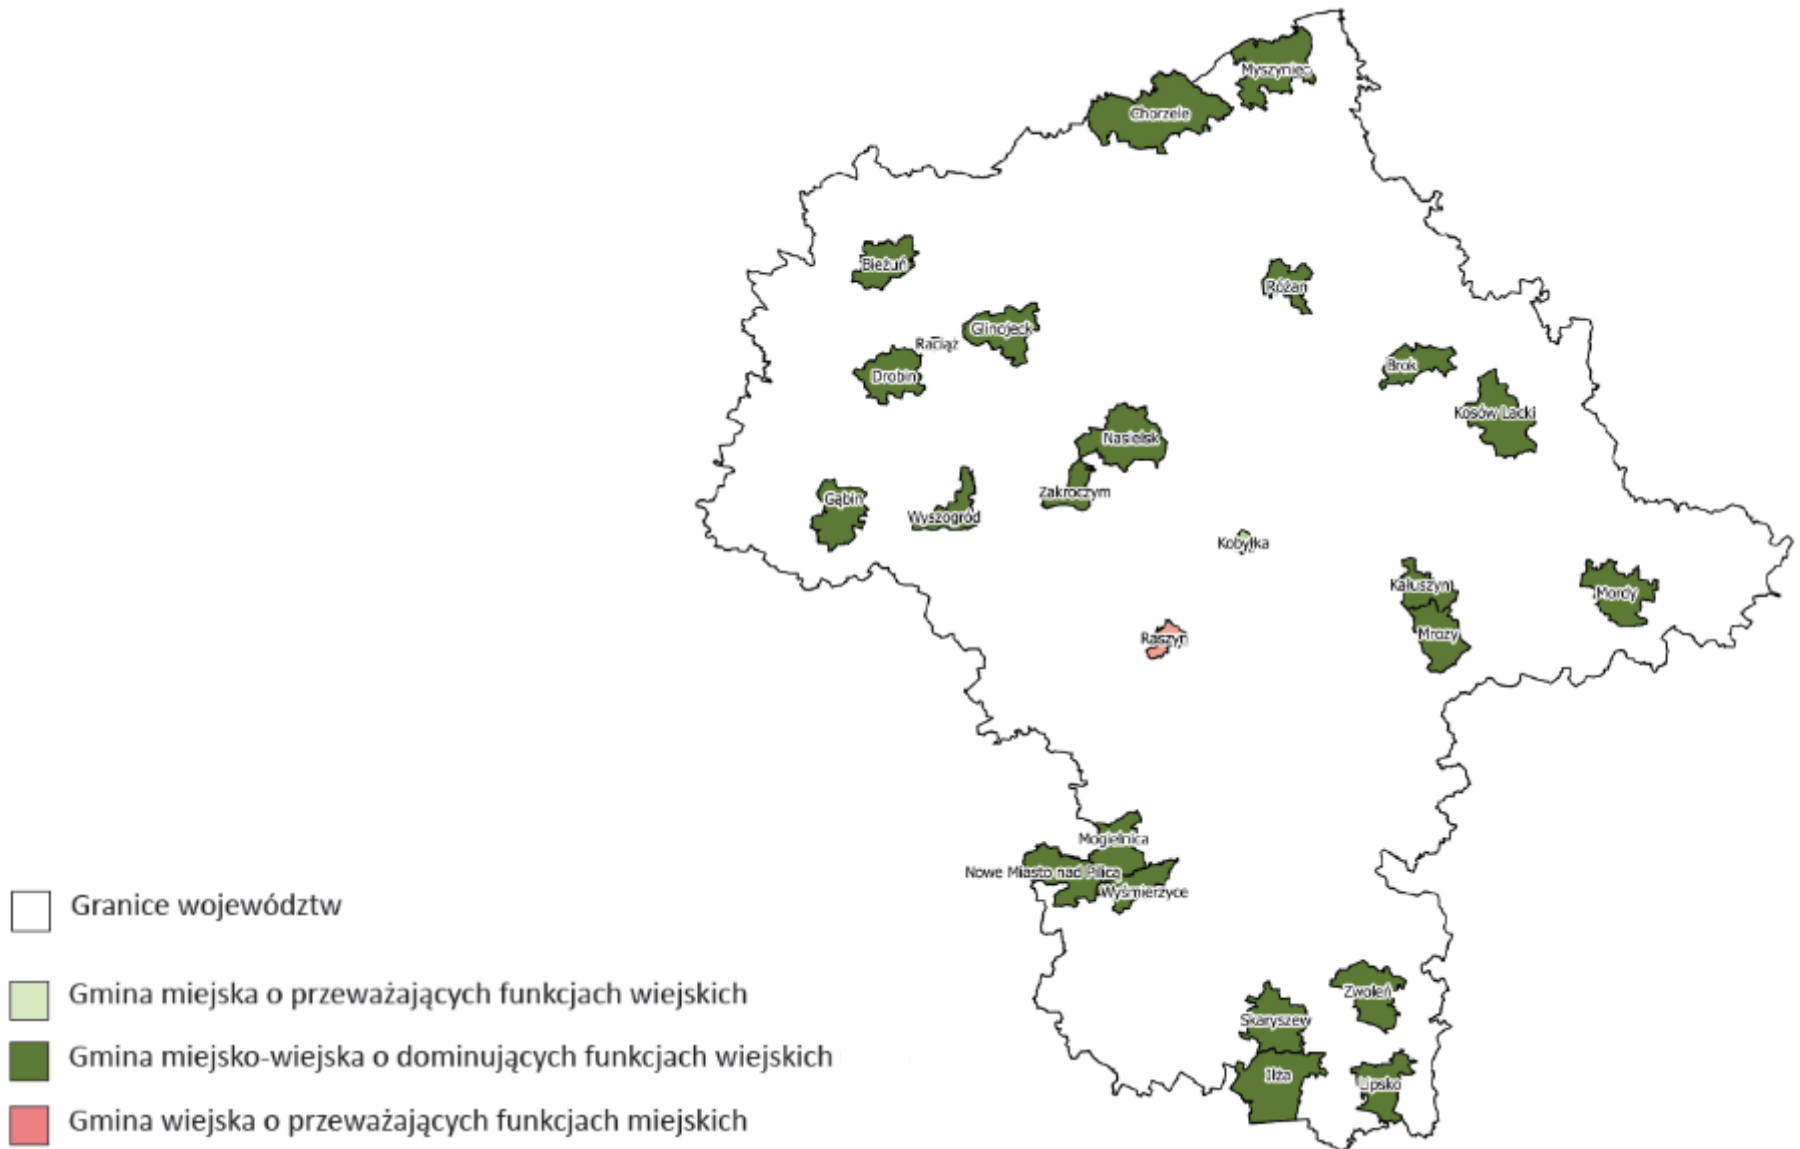 Myszyniec
Chorzele
Bieżuń
Różan
Glinojeck
Raciąż
Brok
Drobin
Kosów Lacki
Nasielsk
Zakroczym
Gąbin
Wyszogród
Kobyłka
Kałuszyn
Mordy
Mrozy
Raszyn
Mogielnica
Nowe Miasto nad Pilicą
Wyśmierzyce
Granice województw
Zwoleń
Gmina miejska o przeważających funkcjach wiejskich
Skaryszew
Gmina miejsko-wiejska o dominujących funkcjach wiejskich
Iłża
Lipsko
Gmina wiejska o przeważających funkcjach miejskich